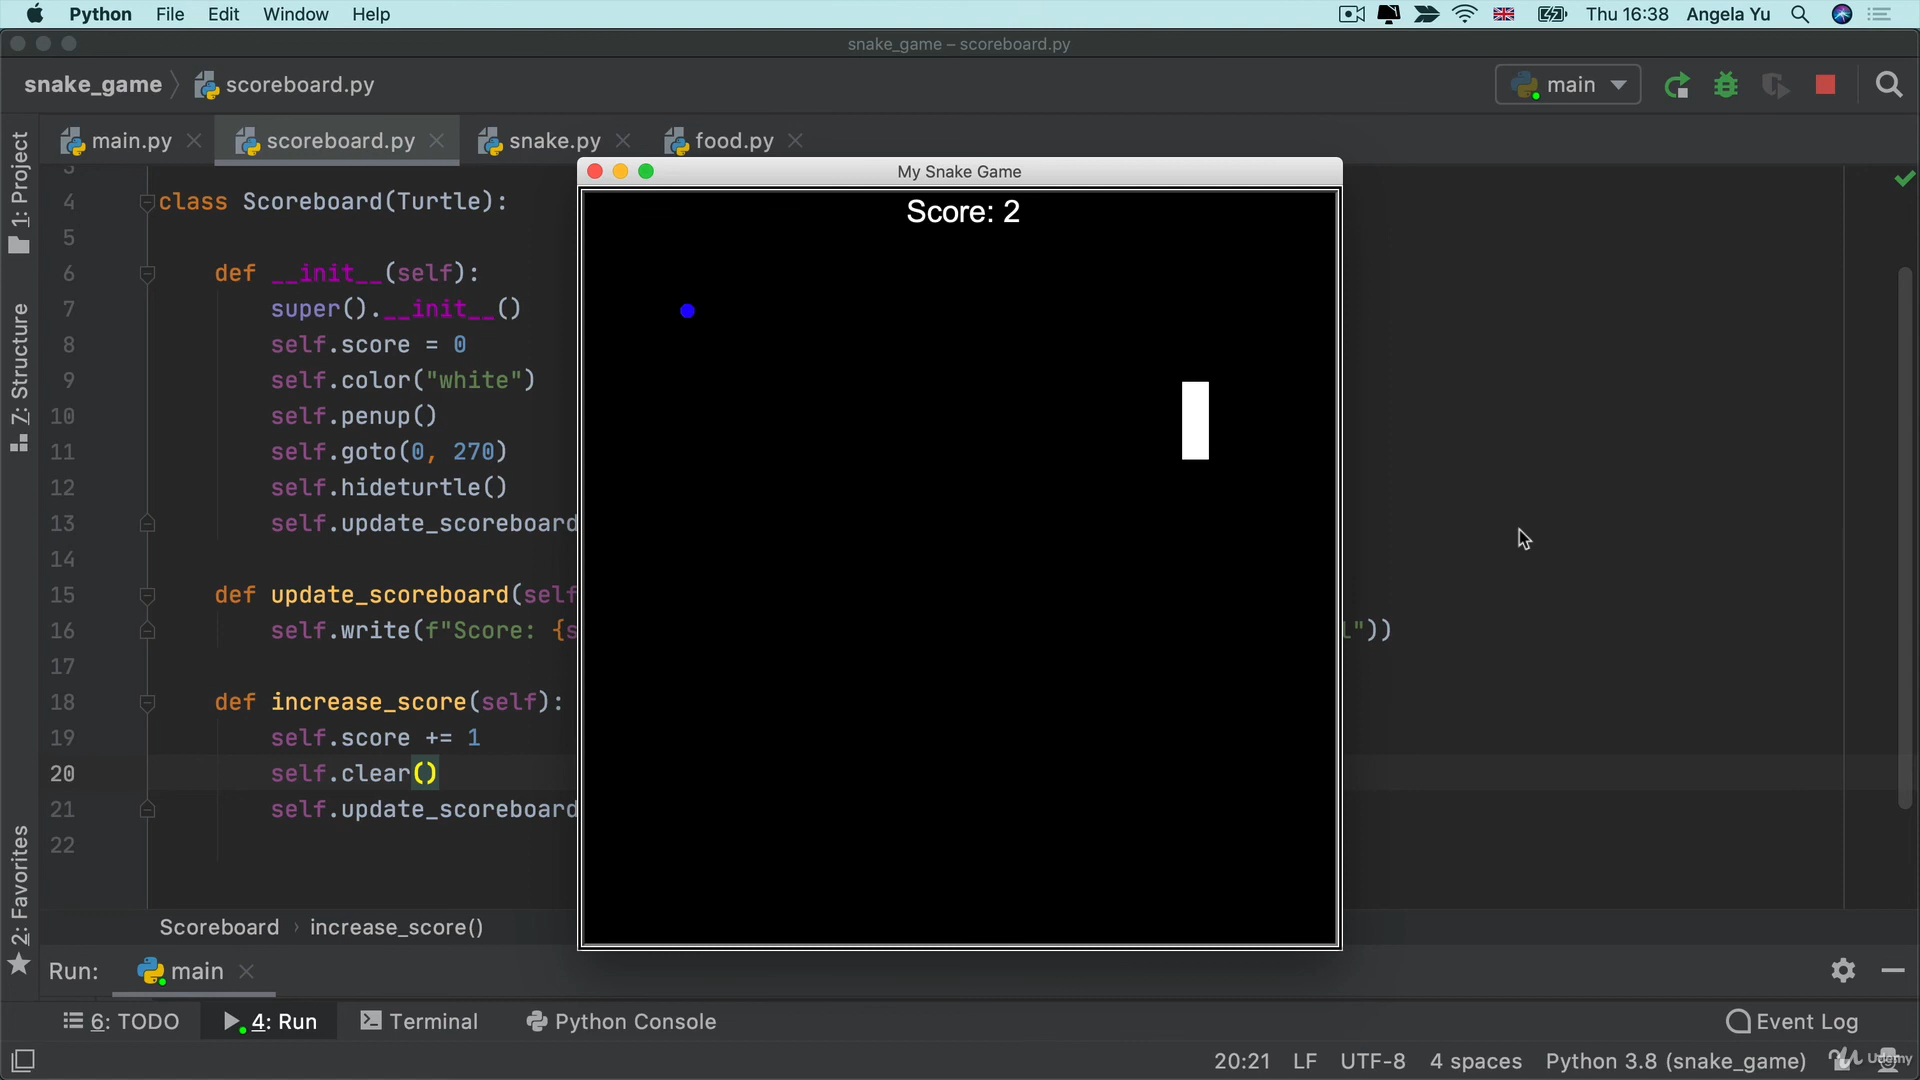 Python File Edit Window Help Thu 16:38 Angela Yu
snake_game – scoreboard.py
snake_game scoreboard.py main
main.py scoreboard.py snake.py food.py
1: Project
7: Structure
2: Favorites
My Snake Game
Score: 2
4 class Scoreboard(Turtle):
5
6 def __init__(self):
7 super().__init__()
8 self.score = 0
9 self.color("white")
10 self.penup()
11 self.goto(0, 270)
12 self.hideturtle()
13 self.update_scoreboard
14
15 def update_scoreboard(self
16 self.write(f"Score: {s l"))
17
18 def increase_score(self):
19 self.score += 1
20 self.clear()
21 self.update_scoreboard
22
Scoreboard › increase_score()
Run: main
6: TODO 4: Run Terminal Python Console Event Log
20:21 LF UTF-8 4 spaces Python 3.8 (snake_game)
Udemy